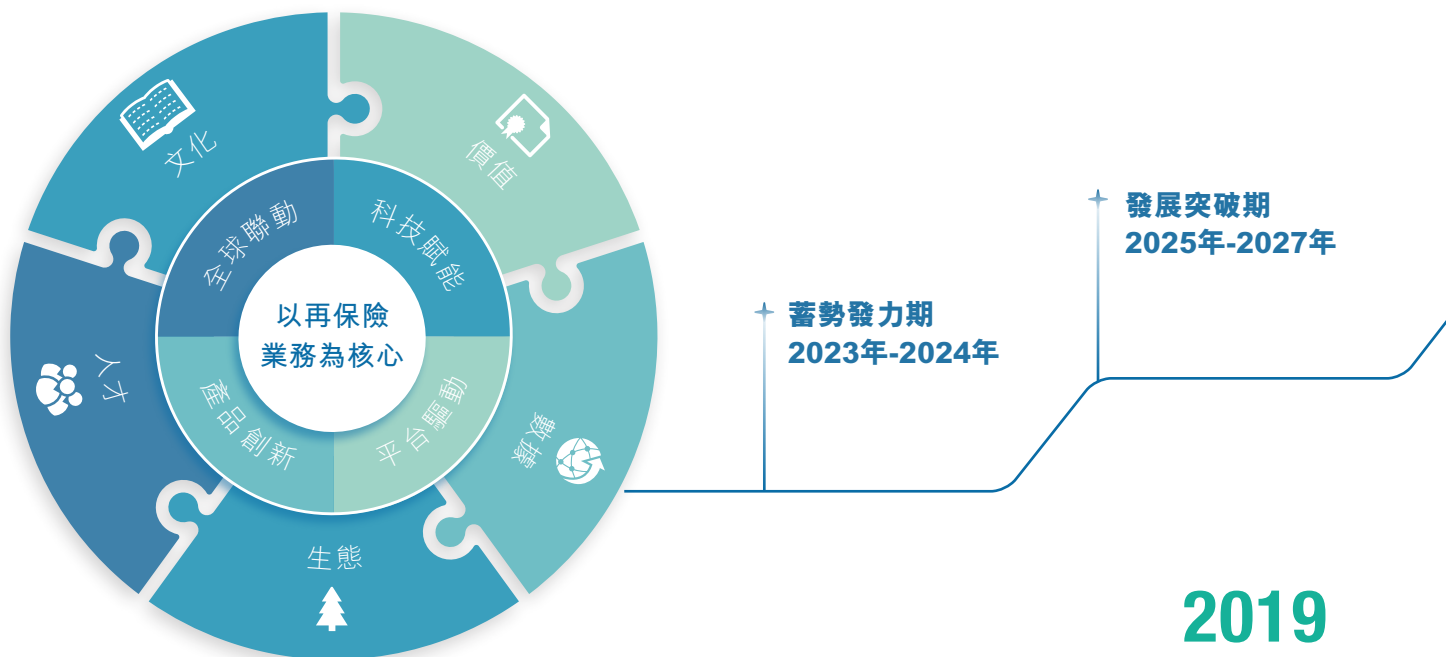 文化
價值
全球聯動
科技賦能
以再保險
業務為核心
人才
產品創新
平台驅動
數據
生態
蓄勢發力期
2023年-2024年
發展突破期
2025年-2027年
2019